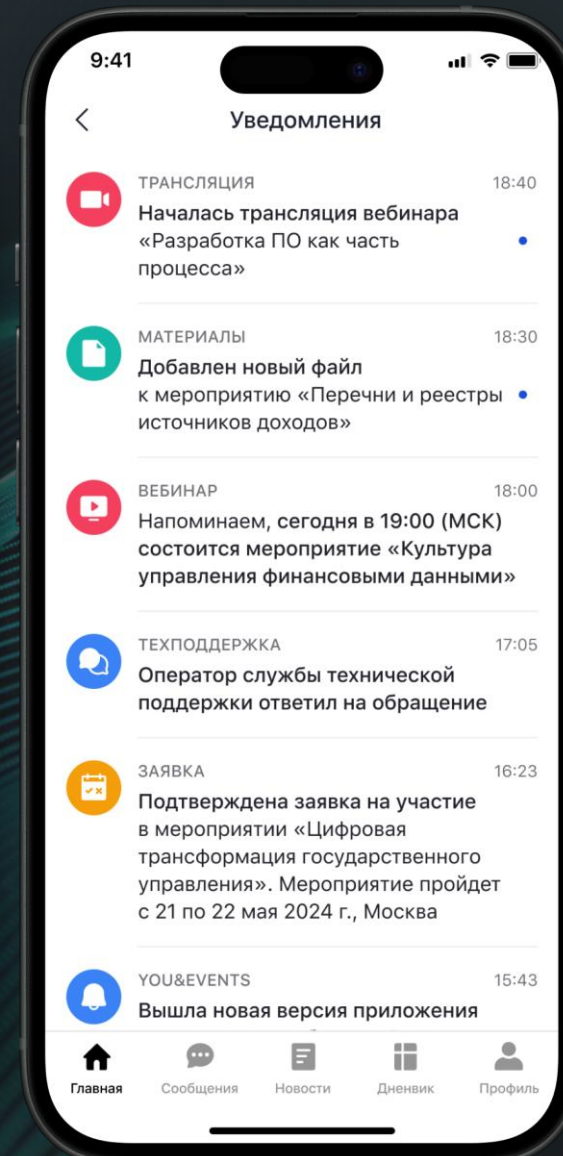 9:41
Уведомления
ТРАНСЛЯЦИЯ 18:40
Началась трансляция вебинара
«Разработка ПО как часть
процесса»
МАТЕРИАЛЫ 18:30
Добавлен новый файл
к мероприятию «Перечни и реестры
источников доходов»
ВЕБИНАР 18:00
Напоминаем, сегодня в 19:00 (МСК)
состоится мероприятие «Культура
управления финансовыми данными»
ТЕХПОДДЕРЖКА 17:05
Оператор службы технической
поддержки ответил на обращение
ЗАЯВКА 16:23
Подтверждена заявка на участие
в мероприятии «Цифровая
трансформация государственного
управления». Мероприятие пройдет
с 21 по 22 мая 2024 г., Москва
YOU&EVENTS 15:43
Вышла новая версия приложения
Главная Сообщения Новости Дненвик Профиль